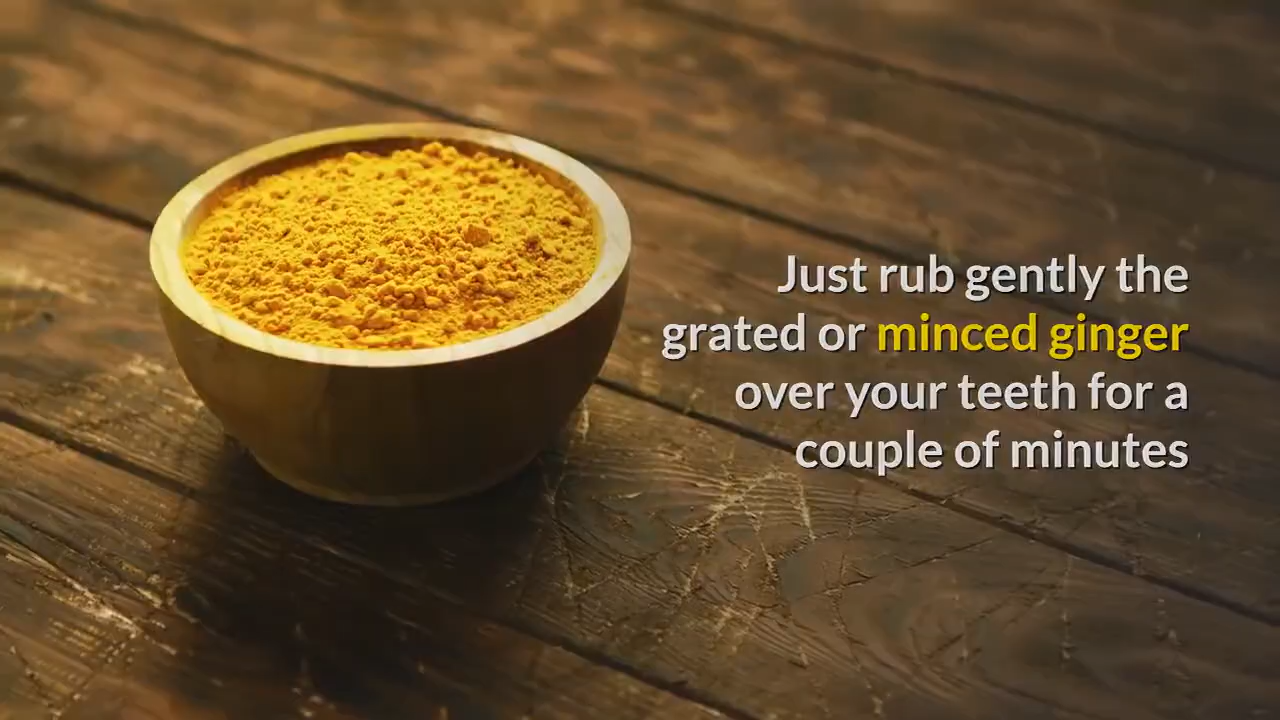 Just rub gently the
grated or minced ginger
over your teeth for a
couple of minutes